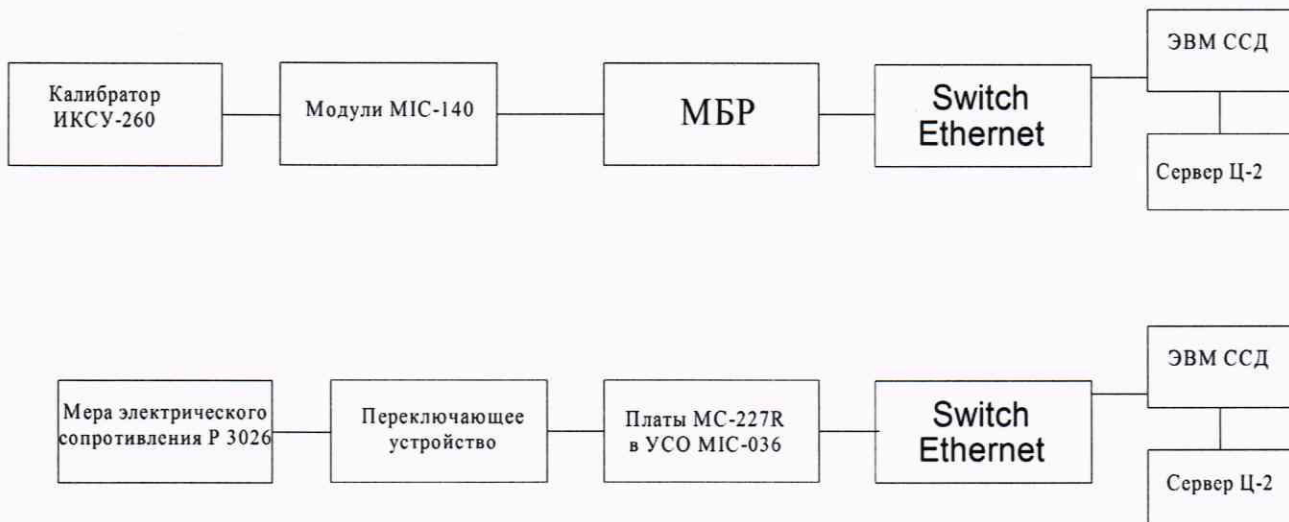 Калибратор
ИКСУ-260
Модули MIC-140
МБР
Switch
Ethernet
ЭВМ ССД
Сервер Ц-2
Мера электрического
сопротивления Р 3026
Переключающее
устройство
Платы МС-227R
в УСО MIC-036
Switch
Ethernet
ЭВМ ССД
Сервер Ц-2